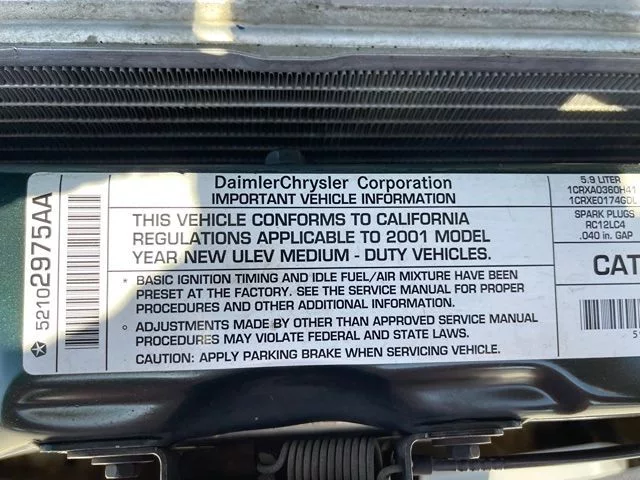 DaimlerChrysler Corporation
IMPORTANT VEHICLE INFORMATION
THIS VEHICLE CONFORMS TO CALIFORNIA
REGULATIONS APPLICABLE TO 2001 MODEL
YEAR NEW ULEV MEDIUM - DUTY VEHICLES.
* BASIC IGNITION TIMING AND IDLE FUEL/AIR MIXTURE HAVE BEEN
PRESET AT THE FACTORY. SEE THE SERVICE MANUAL FOR PROPER
PROCEDURES AND OTHER ADDITIONAL INFORMATION.
○ ADJUSTMENTS MADE BY OTHER THAN APPROVED SERVICE MANUAL
PROCEDURES MAY VIOLATE FEDERAL AND STATE LAWS.
CAUTION: APPLY PARKING BRAKE WHEN SERVICING VEHICLE.
52102975AA
5.9 LITER
1CRXA0360H41
1CRXE0174GOL
SPARK PLUGS
RC12LC4
.040 in. GAP
CAT